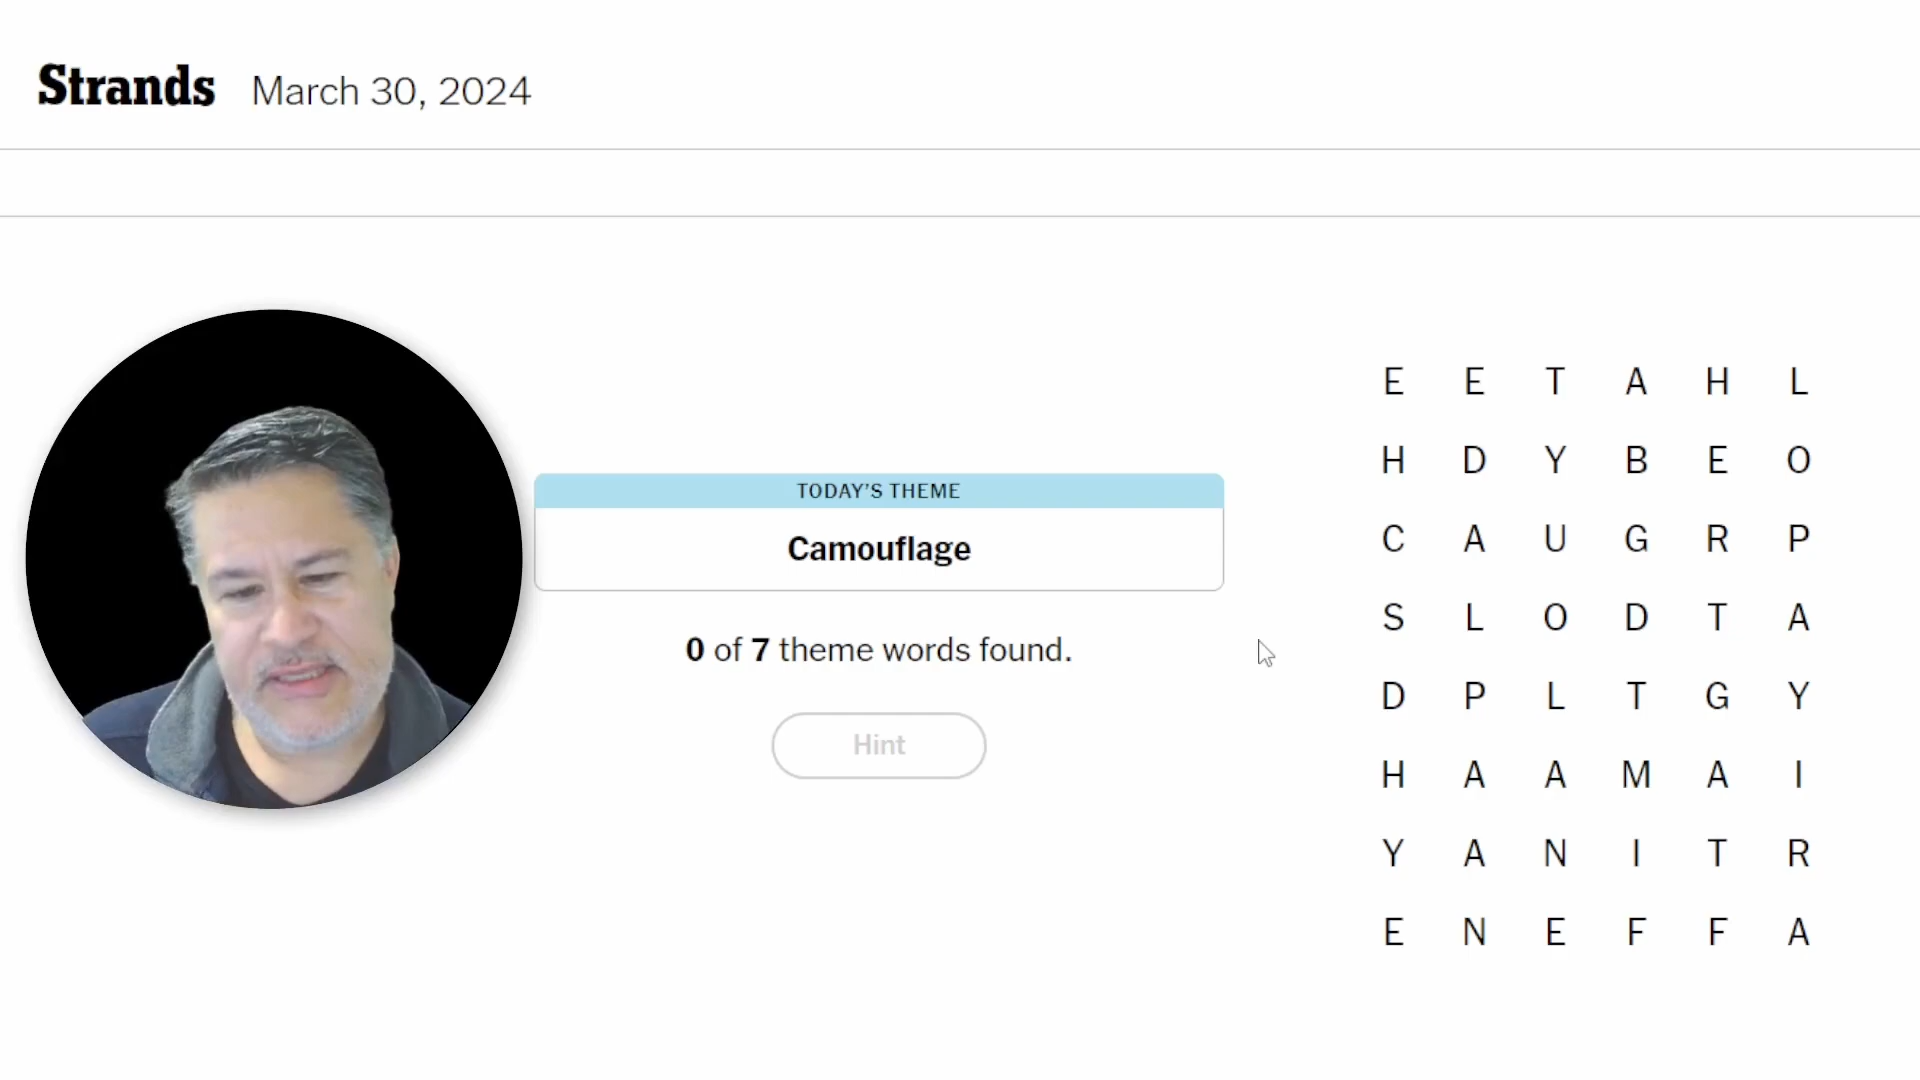 Strands March 30, 2024
TODAY'S THEME
Camouflage
0 of 7 theme words found.
Hint
E E T A H L
H D Y B E O
C A U G R P
S L O D T A
D P L T G Y
H A A M A I
Y A N I T R
E N E F F A